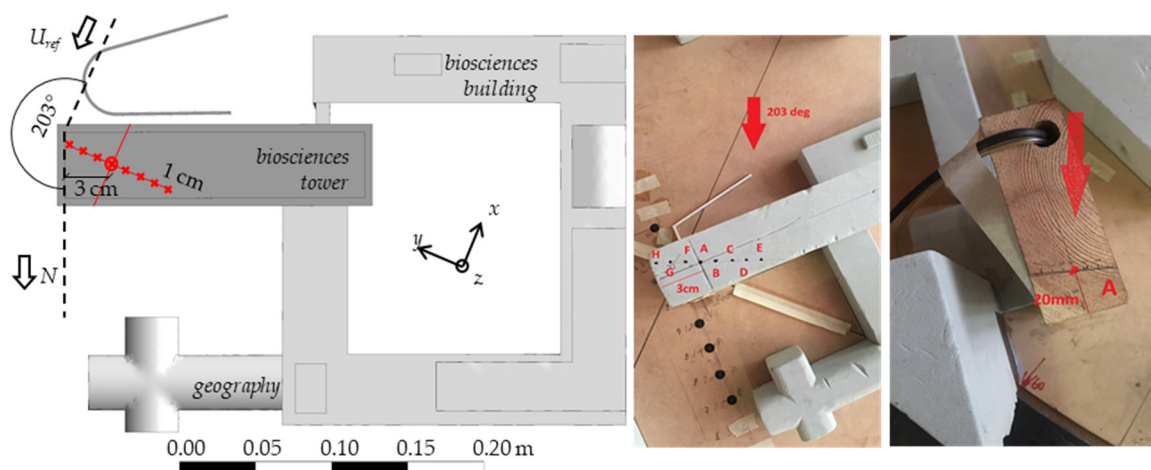 U_ref
203°
biosciences
building
biosciences
tower
1 cm
3 cm
x
y
z
N
geography
0.00 0.05 0.10 0.15 0.20 m
203 deg
H
F A C E
G
B D
3cm
20mm
A